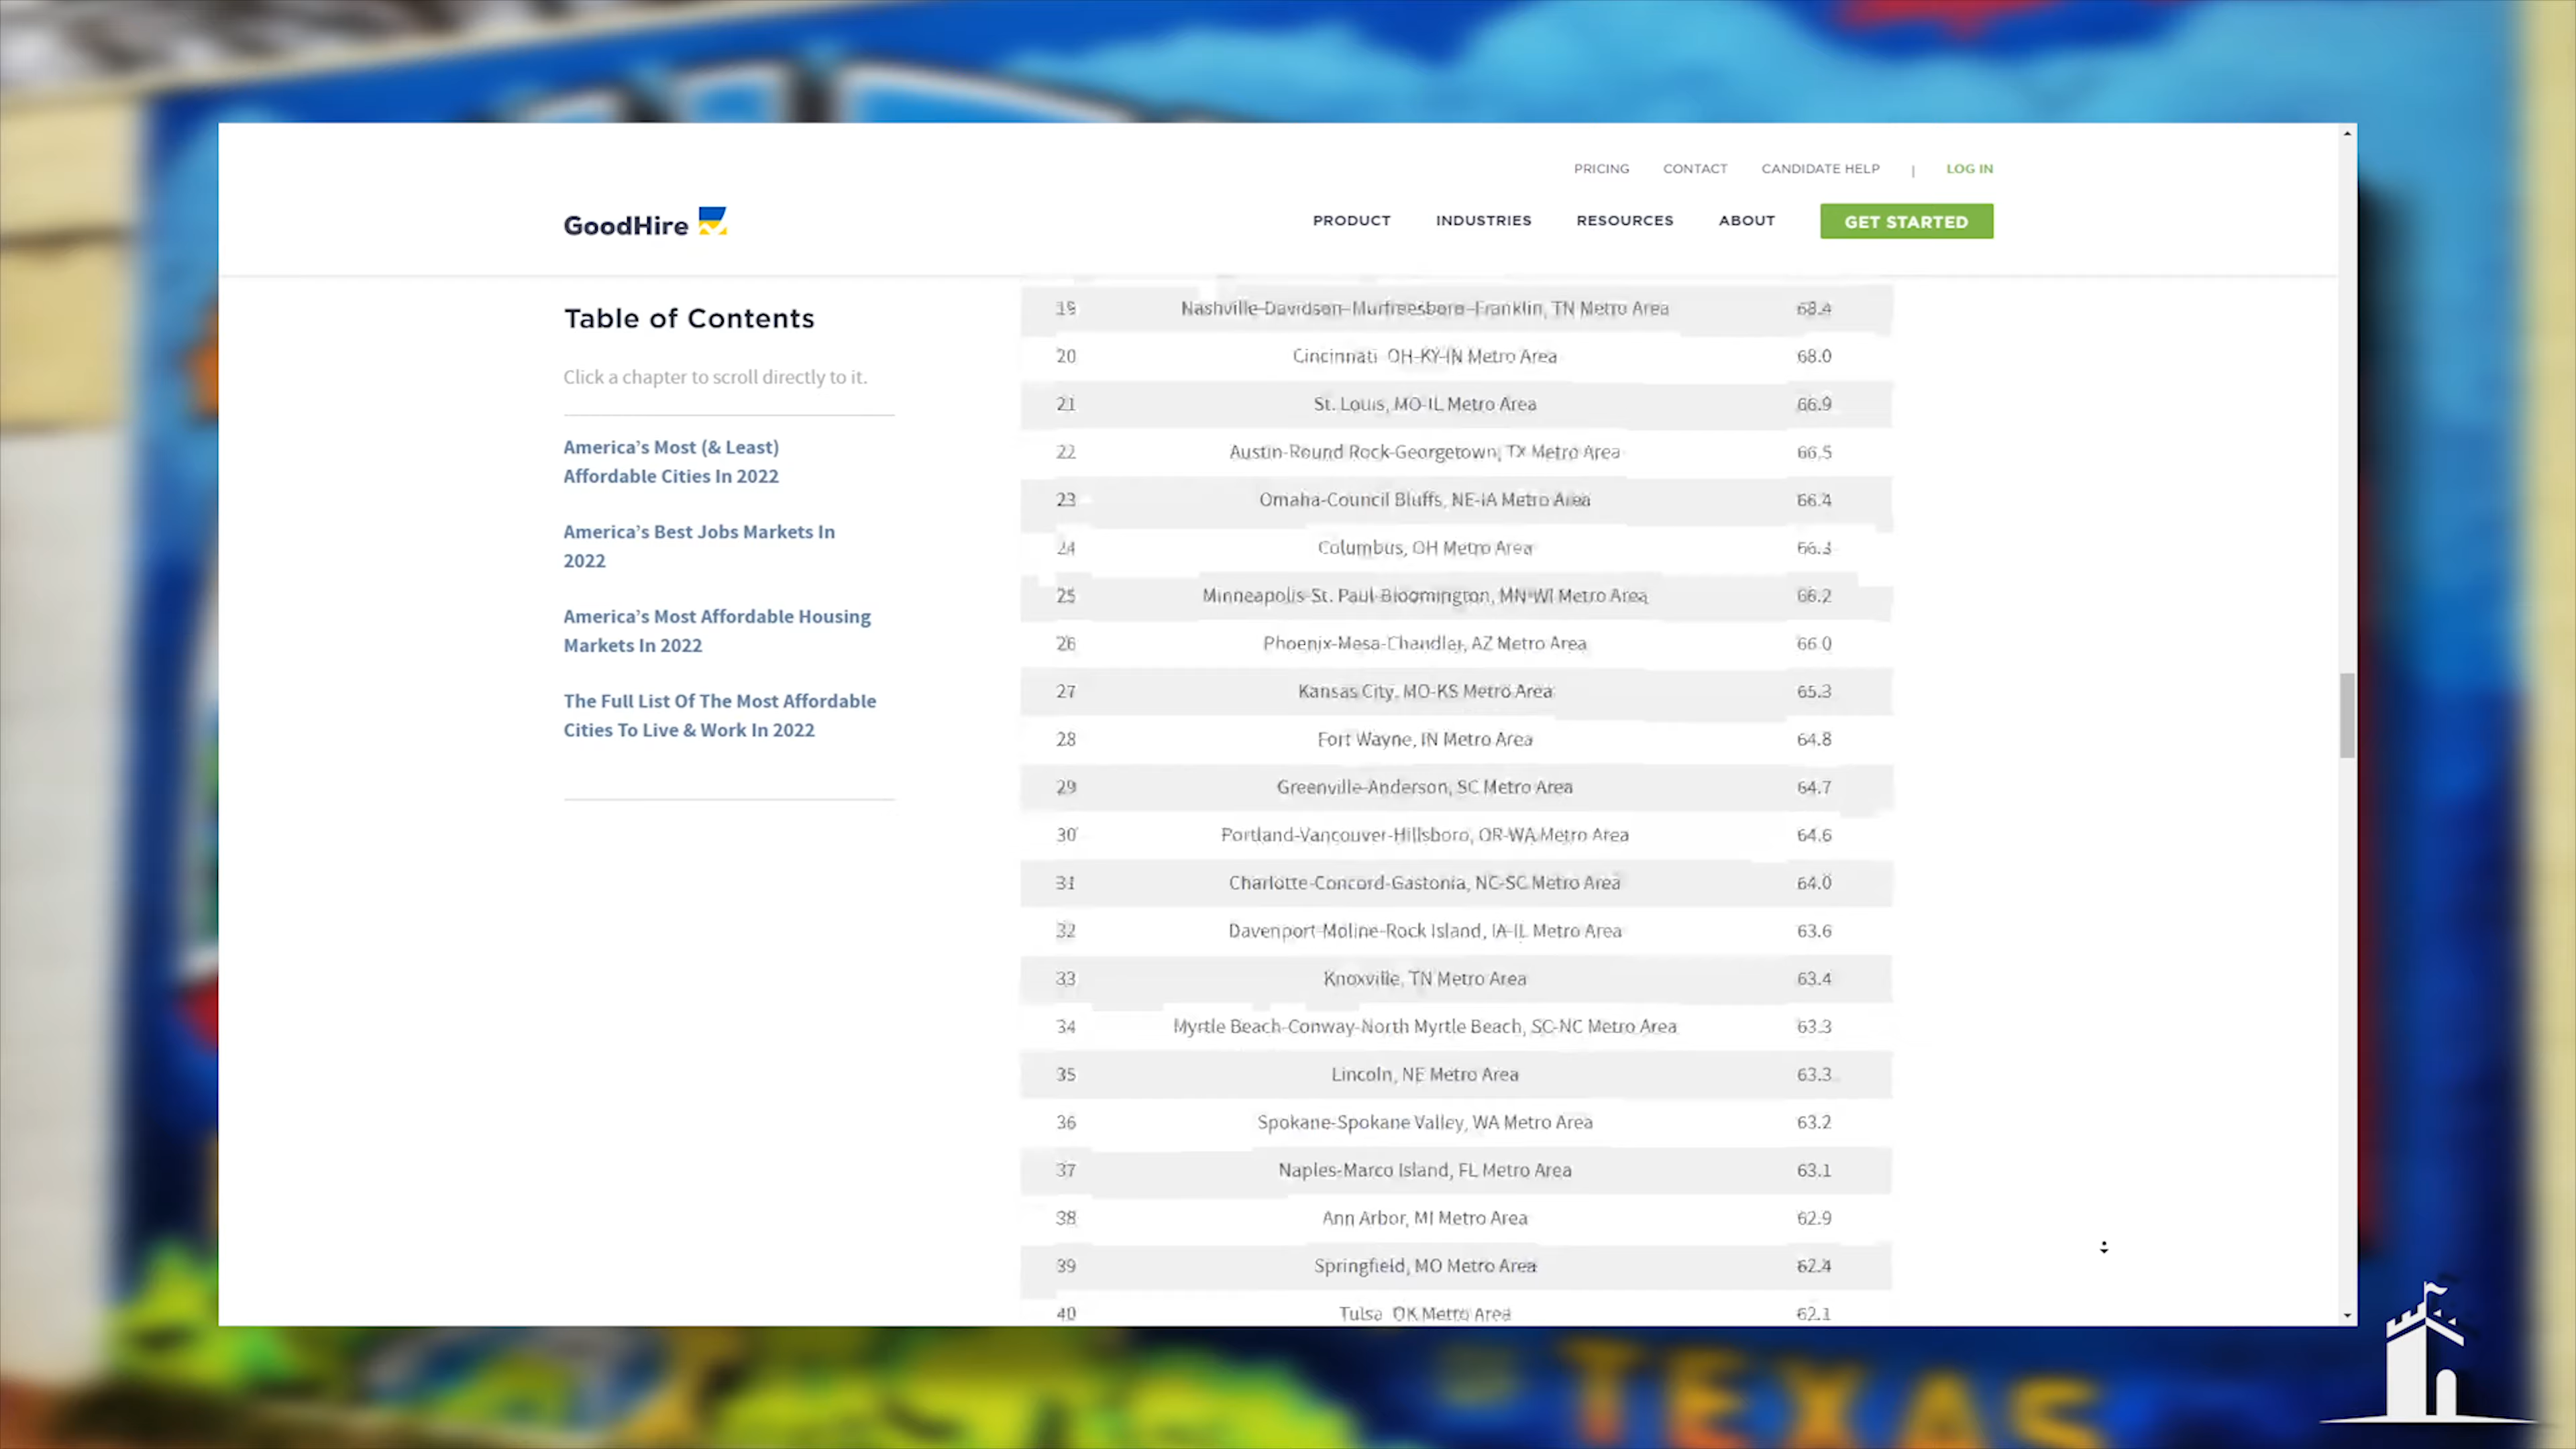 PRICING CONTACT CANDIDATE HELP | LOG IN
GoodHire PRODUCT INDUSTRIES RESOURCES ABOUT GET STARTED
Table of Contents
Click a chapter to scroll directly to it.
America's Most (& Least)
Affordable Cities In 2022
America's Best Jobs Markets In
2022
America's Most Affordable Housing
Markets In 2022
The Full List Of The Most Affordable
Cities To Live & Work In 2022
19 Nashville-Davidson–Murfreesboro–Franklin, TN Metro Area 68.4
20 Cincinnati OH-KY-IN Metro Area 68.0
21 St. Louis, MO-IL Metro Area 66.9
22 Austin-Round Rock-Georgetown, TX Metro Area 66.5
23 Omaha-Council Bluffs, NE-IA Metro Area 66.4
24 Columbus, OH Metro Area
25 Minneapolis-St. Paul-Bloomington, MN-WI Metro Area 66.2
26 Phoenix-Mesa-Chandler, AZ Metro Area 66.0
27 Kansas City, MO-KS Metro Area 65.3
28 Fort Wayne, IN Metro Area 64.8
29 Greenville-Anderson, SC Metro Area 64.7
30 Portland-Vancouver-Hillsboro, OR-WA Metro Area 64.6
31 Charlotte-Concord-Gastonia, NC-SC Metro Area 64.0
32 Davenport-Moline-Rock Island, IA-IL Metro Area 63.6
33 Knoxville, TN Metro Area 63.4
34 Myrtle Beach-Conway-North Myrtle Beach, SC-NC Metro Area 63.3
35 Lincoln, NE Metro Area 63.3
36 Spokane-Spokane Valley, WA Metro Area 63.2
37 Naples-Marco Island, FL Metro Area 63.1
38 Ann Arbor, MI Metro Area 62.9
39 Springfield, MO Metro Area 62.4
40 Tulsa OK Metro Area 62.1
TEXAS